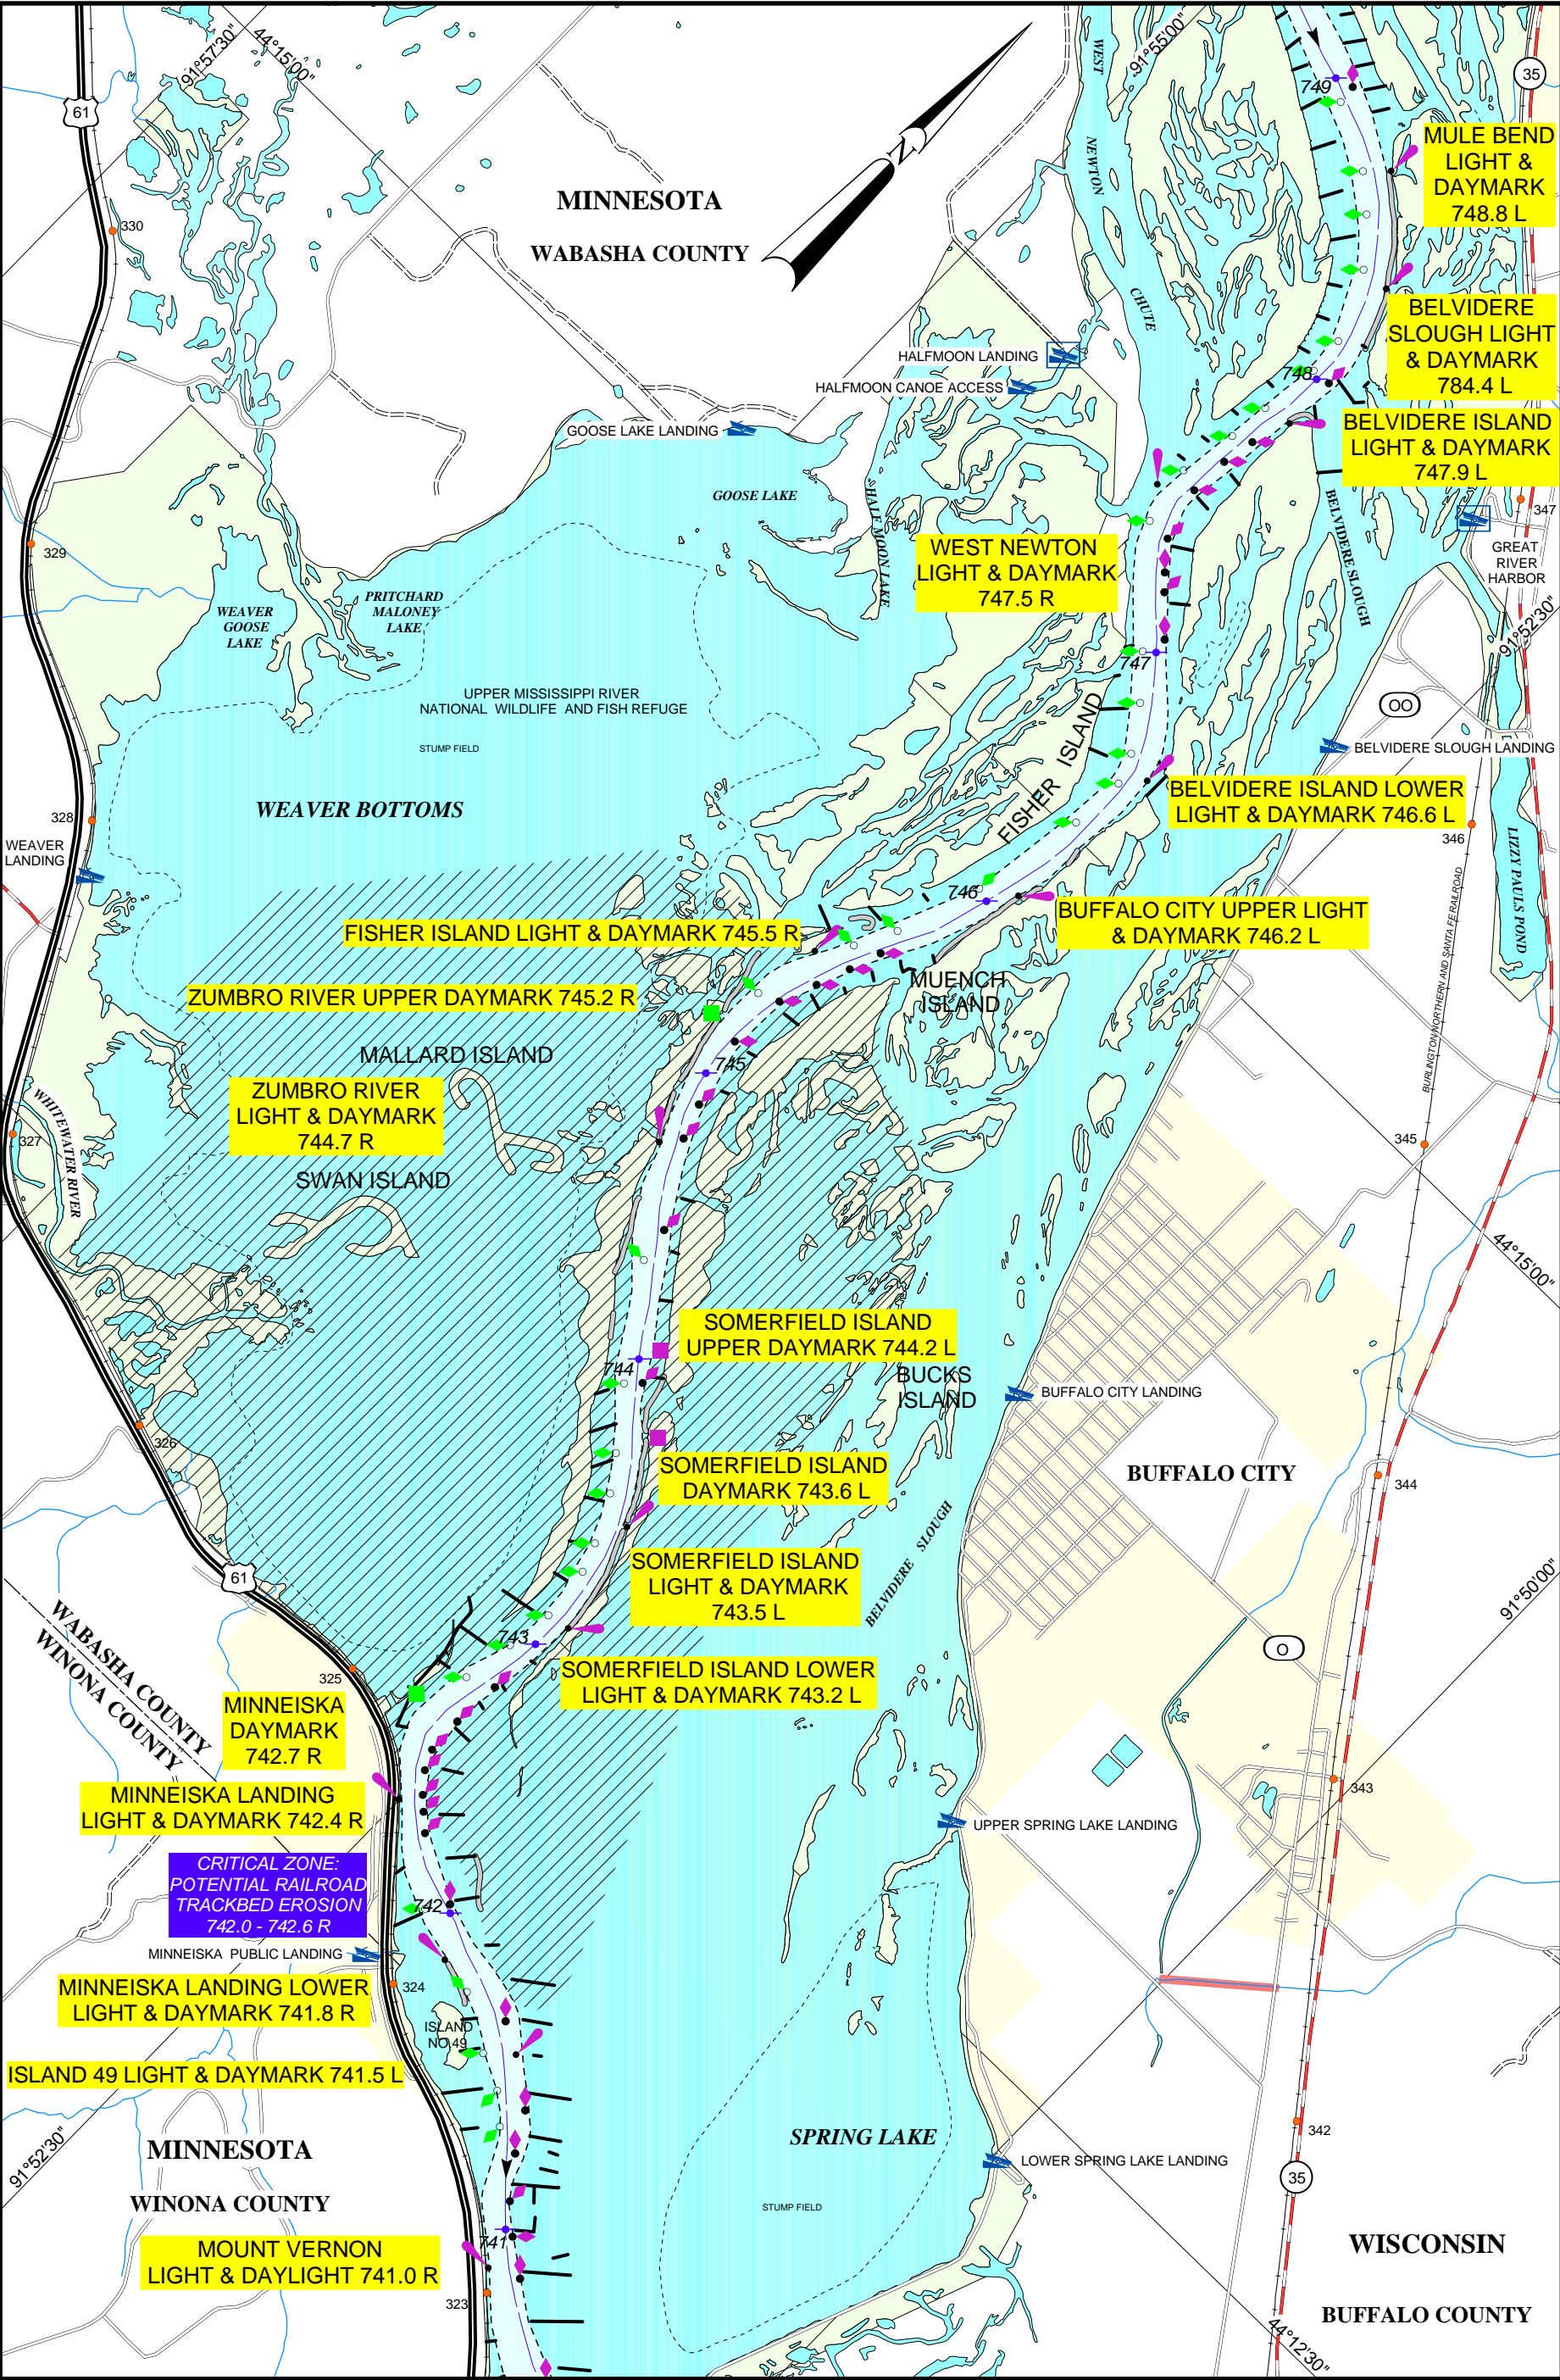 91°57'30"
44°15'00"
WEST
NEWTON
CHUTE
91°55'00"
749
35
61
MULE BEND
LIGHT &
DAYMARK
748.8 L
MINNESOTA
WABASHA COUNTY
N
330
BELVIDERE
SLOUGH LIGHT
& DAYMARK
784.4 L
HALFMOON LANDING
HALFMOON CANOE ACCESS
748
GOOSE LAKE LANDING
BELVIDERE ISLAND
LIGHT & DAYMARK
747.9 L
GOOSE LAKE
HALF MOON LAKE
BELVIDERE SLOUGH
347
GREAT
RIVER
HARBOR
329
WEST NEWTON
LIGHT & DAYMARK
747.5 R
PRITCHARD
MALONEY
LAKE
WEAVER
GOOSE
LAKE
91°52'30"
747
UPPER MISSISSIPPI RIVER
NATIONAL WILDLIFE AND FISH REFUGE
STUMP FIELD
OO
BELVIDERE SLOUGH LANDING
FISHER ISLAND
WEAVER BOTTOMS
328
BELVIDERE ISLAND LOWER
LIGHT & DAYMARK 746.6 L
WEAVER
LANDING
346
LIZZY PAULS POND
746
BUFFALO CITY UPPER LIGHT
& DAYMARK 746.2 L
FISHER ISLAND LIGHT & DAYMARK 745.5 R
BURLINGTON NORTHERN AND SANTA FE RAILROAD
ZUMBRO RIVER UPPER DAYMARK 745.2 R
MUENCH
ISLAND
MALLARD ISLAND
745
ZUMBRO RIVER
LIGHT & DAYMARK
744.7 R
WHITEWATER RIVER
327
345
SWAN ISLAND
44°15'00"
SOMERFIELD ISLAND
UPPER DAYMARK 744.2 L
744
BUCKS
ISLAND
BUFFALO CITY LANDING
326
SOMERFIELD ISLAND
DAYMARK 743.6 L
BUFFALO CITY
344
BELVIDERE SLOUGH
SOMERFIELD ISLAND
LIGHT & DAYMARK
743.5 L
61
91°50'00"
WABASHA COUNTY
WINONA COUNTY
743
O
SOMERFIELD ISLAND LOWER
LIGHT & DAYMARK 743.2 L
325
MINNEISKA
DAYMARK
742.7 R
MINNEISKA LANDING
LIGHT & DAYMARK 742.4 R
343
UPPER SPRING LAKE LANDING
CRITICAL ZONE:
POTENTIAL RAILROAD
TRACKBED EROSION
742.0 - 742.6 R
742
MINNEISKA PUBLIC LANDING
MINNEISKA LANDING LOWER
LIGHT & DAYMARK 741.8 R
324
ISLAND
NO.49
ISLAND 49 LIGHT & DAYMARK 741.5 L
91°52'30"
MINNESOTA
WINONA COUNTY
SPRING LAKE
342
LOWER SPRING LAKE LANDING
35
STUMP FIELD
741
MOUNT VERNON
LIGHT & DAYLIGHT 741.0 R
323
WISCONSIN
BUFFALO COUNTY
44°12'30"